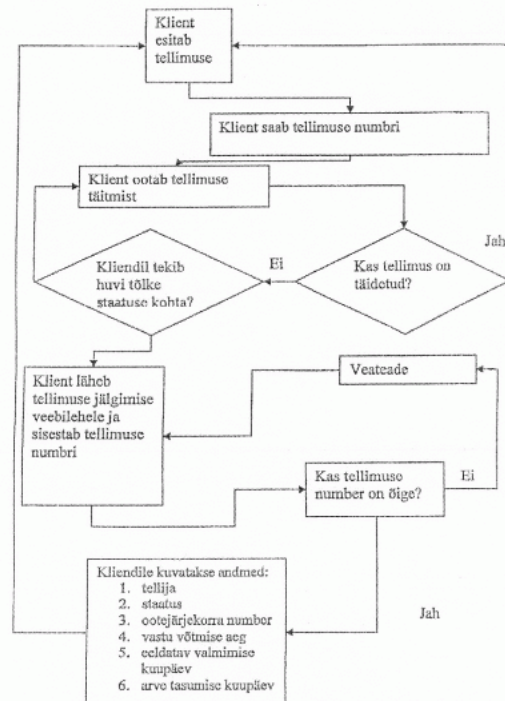 Klient
esitab
tellimuse
Klient saab tellimuse numbri
Klient ootab tellimuse
täitmist
Jah
Ei
Kliendil tekib
huvi tõlke
staatuse kohta?
Kas tellimus on
täidetud?
Klient läheb
tellimuse jälgimise
veebilehele ja
sisestab tellimuse
numbri
Veateade
Kas tellimuse
number on õige?
Ei
Kliendile kuvatakse andmed:
1. tellija
2. staatus
3. ootejärjekorra number
4. vastu võtmise aeg
5. eeldatav valmimise
kuupäev
6. arve tasumise kuupäev
Jah